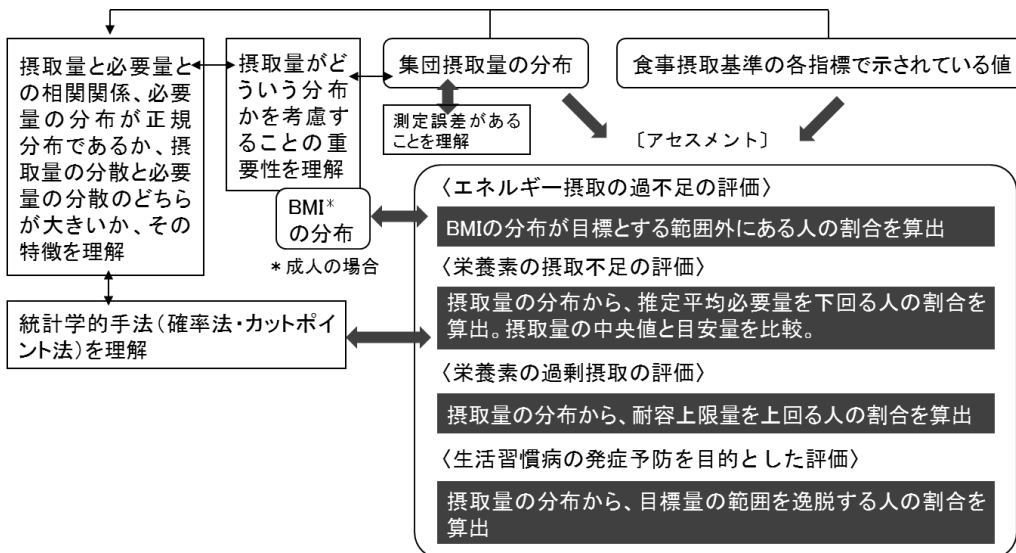 摂取量と必要量と
の相関関係、必要
量の分布が正規
分布であるか、摂
取量の分散と必要
量の分散のどちら
が大きいか、その
特徴を理解
摂取量がど
ういう分布
かを考慮す
ることの重
要性を理解
集団摂取量の分布
食事摂取基準の各指標で示されている値
測定誤差がある
ことを理解
〔アセスメント〕
BMI*
の分布
*成人の場合
統計学的手法(確率法・カットポ
イント法)を理解
〈エネルギー摂取の過不足の評価〉
BMIの分布が目標とする範囲外にある人の割合を算出
〈栄養素の摂取不足の評価〉
摂取量の分布から、推定平均必要量を下回る人の割合を
算出。摂取量の中央値と目安量を比較。
〈栄養素の過剰摂取の評価〉
摂取量の分布から、耐容上限量を上回る人の割合を算出
〈生活習慣病の発症予防を目的とした評価〉
摂取量の分布から、目標量の範囲を逸脱する人の割合を
算出